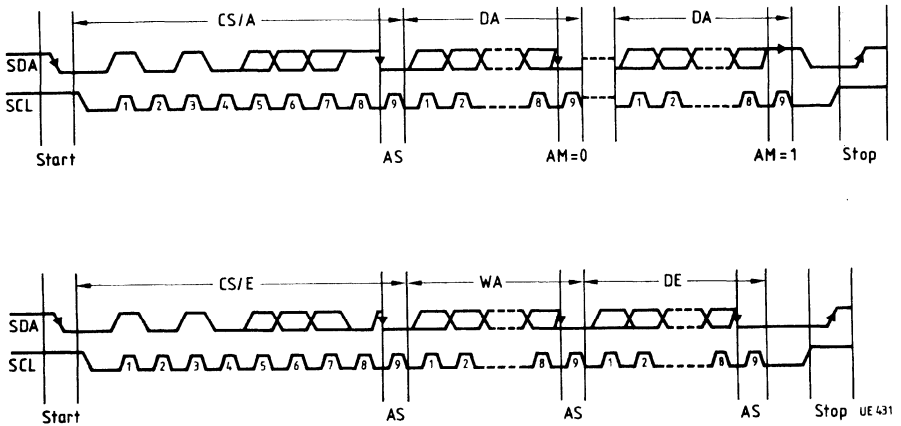 CS/A DA DA
SDA
SCL 1 2 3 4 5 6 7 8 9 1 2 8 9 1 2 8 9
Start AS AM=0 AM=1 Stop
CS/E WA DE
SDA
SCL 1 2 3 4 5 6 7 8 9 1 2 8 9 1 2 8 9
Start AS AS AS Stop UE 431